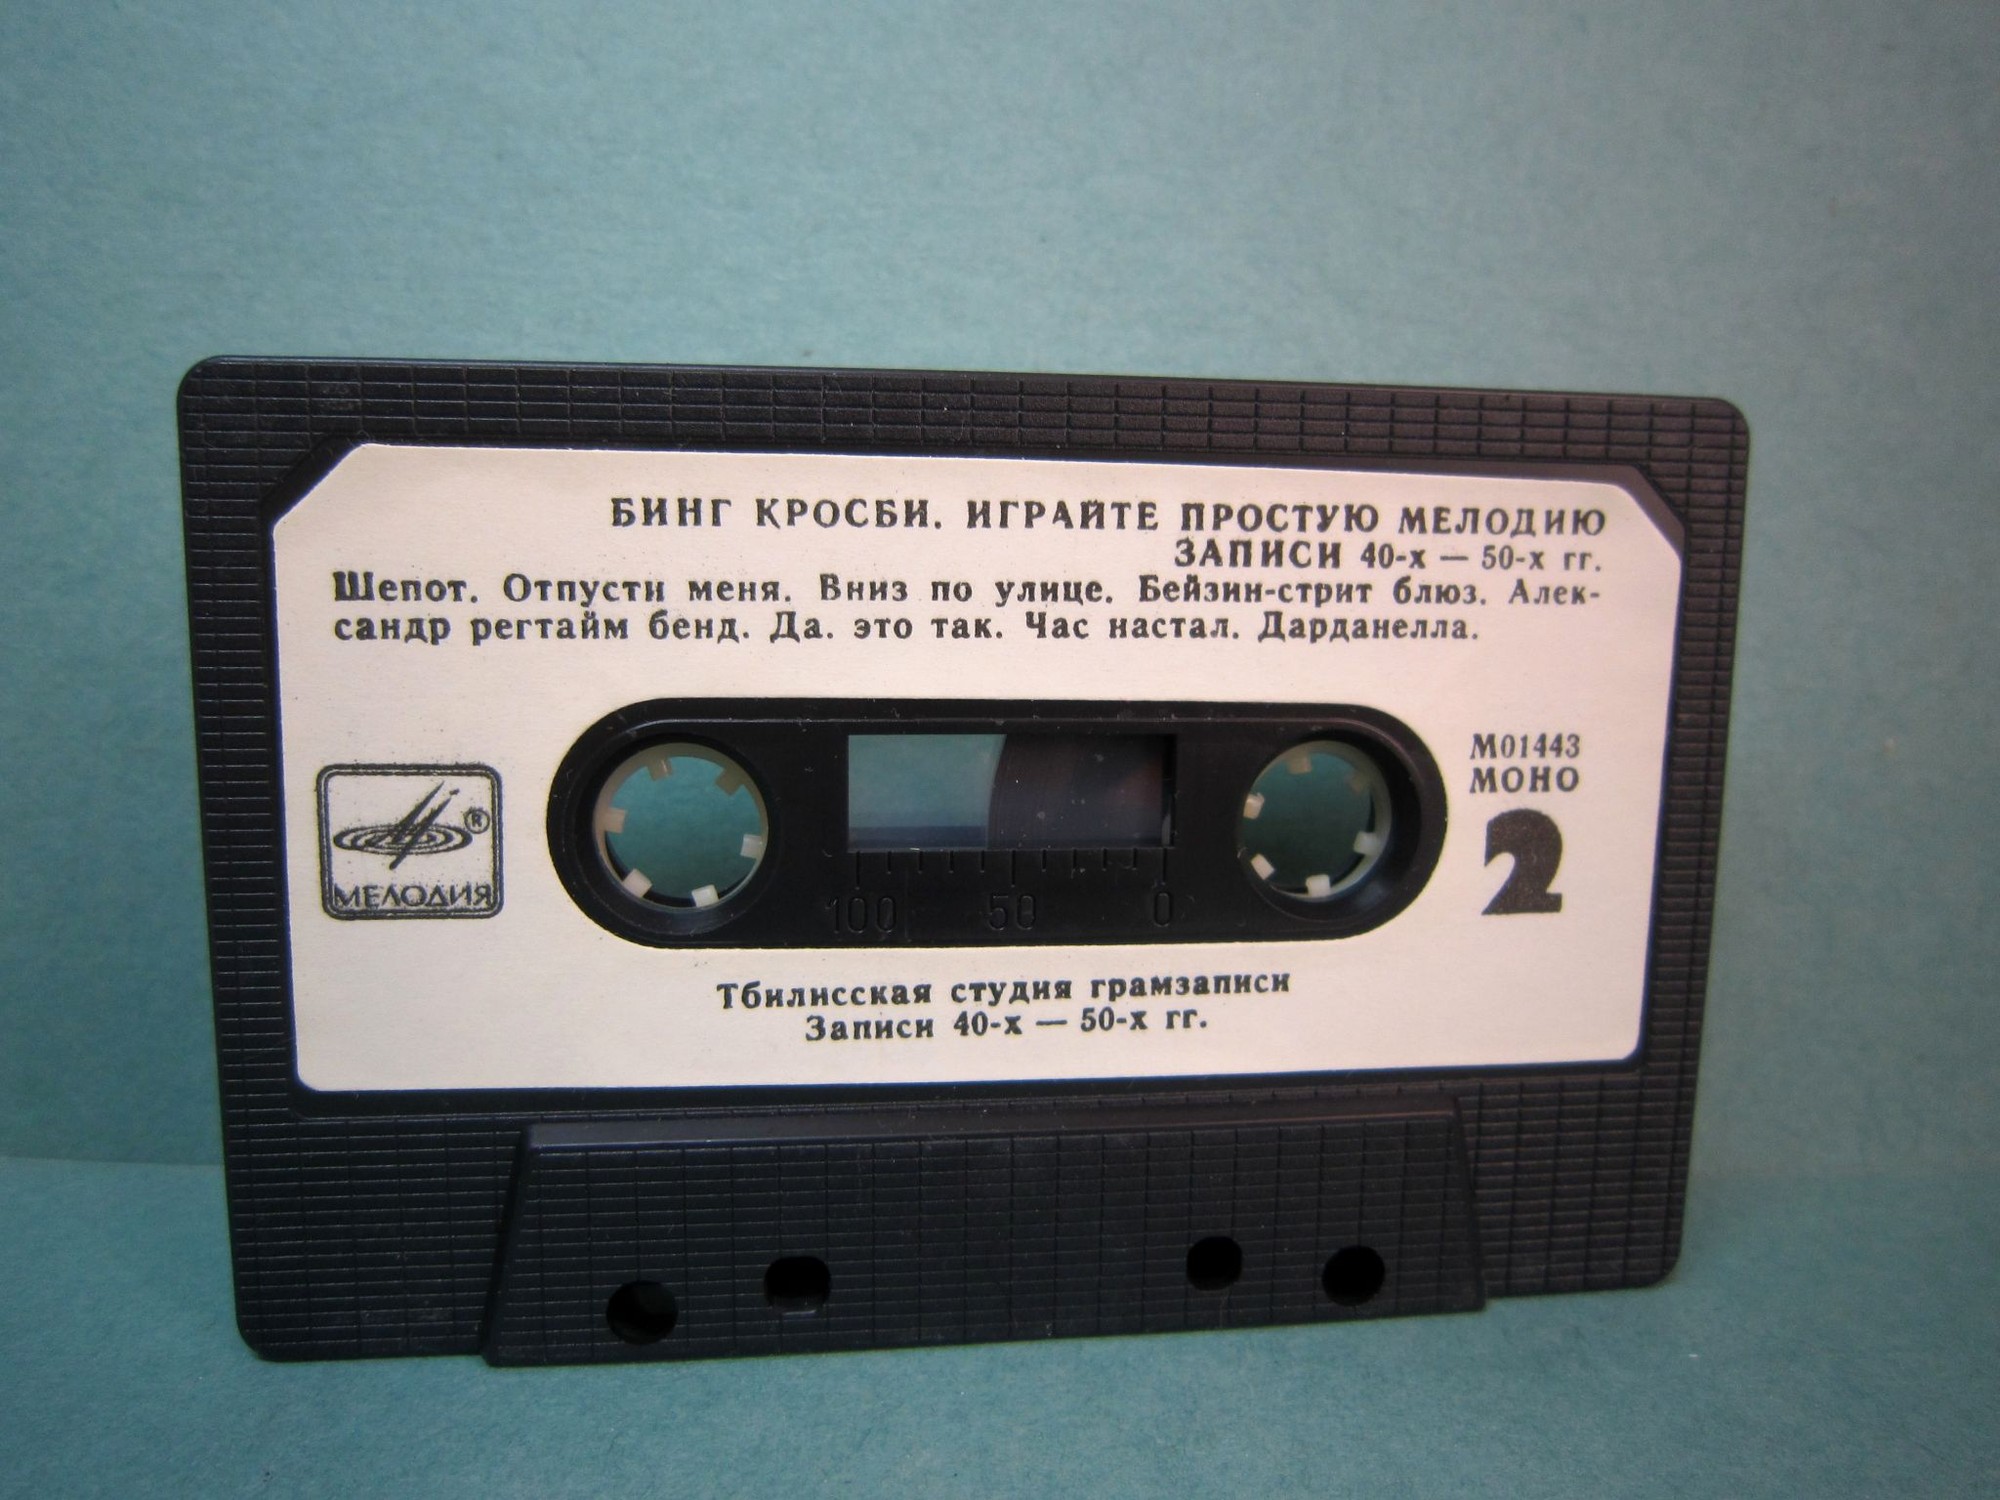 БИНГ КРОСБИ. ИГРАЙТЕ ПРОСТУЮ МЕЛОДИЮ
ЗАПИСИ 40-х — 50-х гг.
Шепот. Отпусти меня. Вниз по улице. Бейзин-стрит блюз. Алек-
сандр регтайм бенд. Да. это так. Час настал. Дарданелла.
М01443
МОНО
2
®
МЕЛОДИЯ
100 50 0
Тбилисская студия грамзаписи
Записи 40-х — 50-х гг.